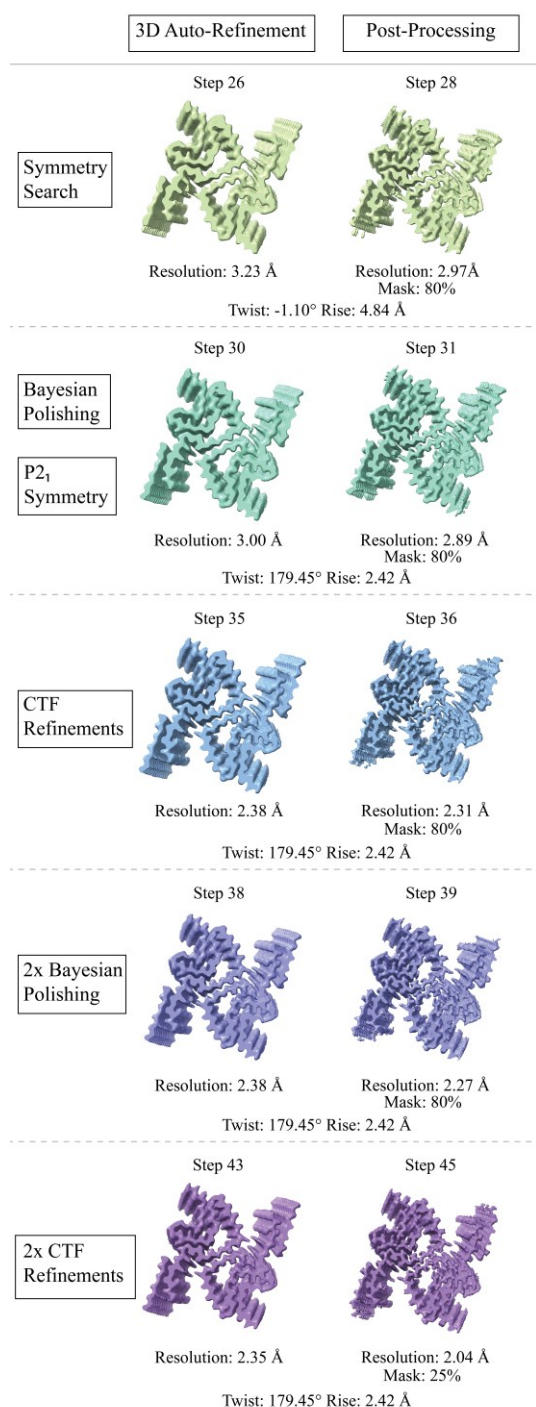 3D Auto-Refinement
Post-Processing
Step 26
Step 28
Symmetry
Search
Resolution: 3.23 Å
Resolution: 2.97Å
Mask: 80%
Twist: -1.10° Rise: 4.84 Å
Step 30
Step 31
Bayesian
Polishing
P2₁
Symmetry
Resolution: 3.00 Å
Resolution: 2.89 Å
Mask: 80%
Twist: 179.45° Rise: 2.42 Å
Step 35
Step 36
CTF
Refinements
Resolution: 2.38 Å
Resolution: 2.31 Å
Mask: 80%
Twist: 179.45° Rise: 2.42 Å
Step 38
Step 39
2x Bayesian
Polishing
Resolution: 2.38 Å
Resolution: 2.27 Å
Mask: 80%
Twist: 179.45° Rise: 2.42 Å
Step 43
Step 45
2x CTF
Refinements
Resolution: 2.35 Å
Resolution: 2.04 Å
Mask: 25%
Twist: 179.45° Rise: 2.42 Å